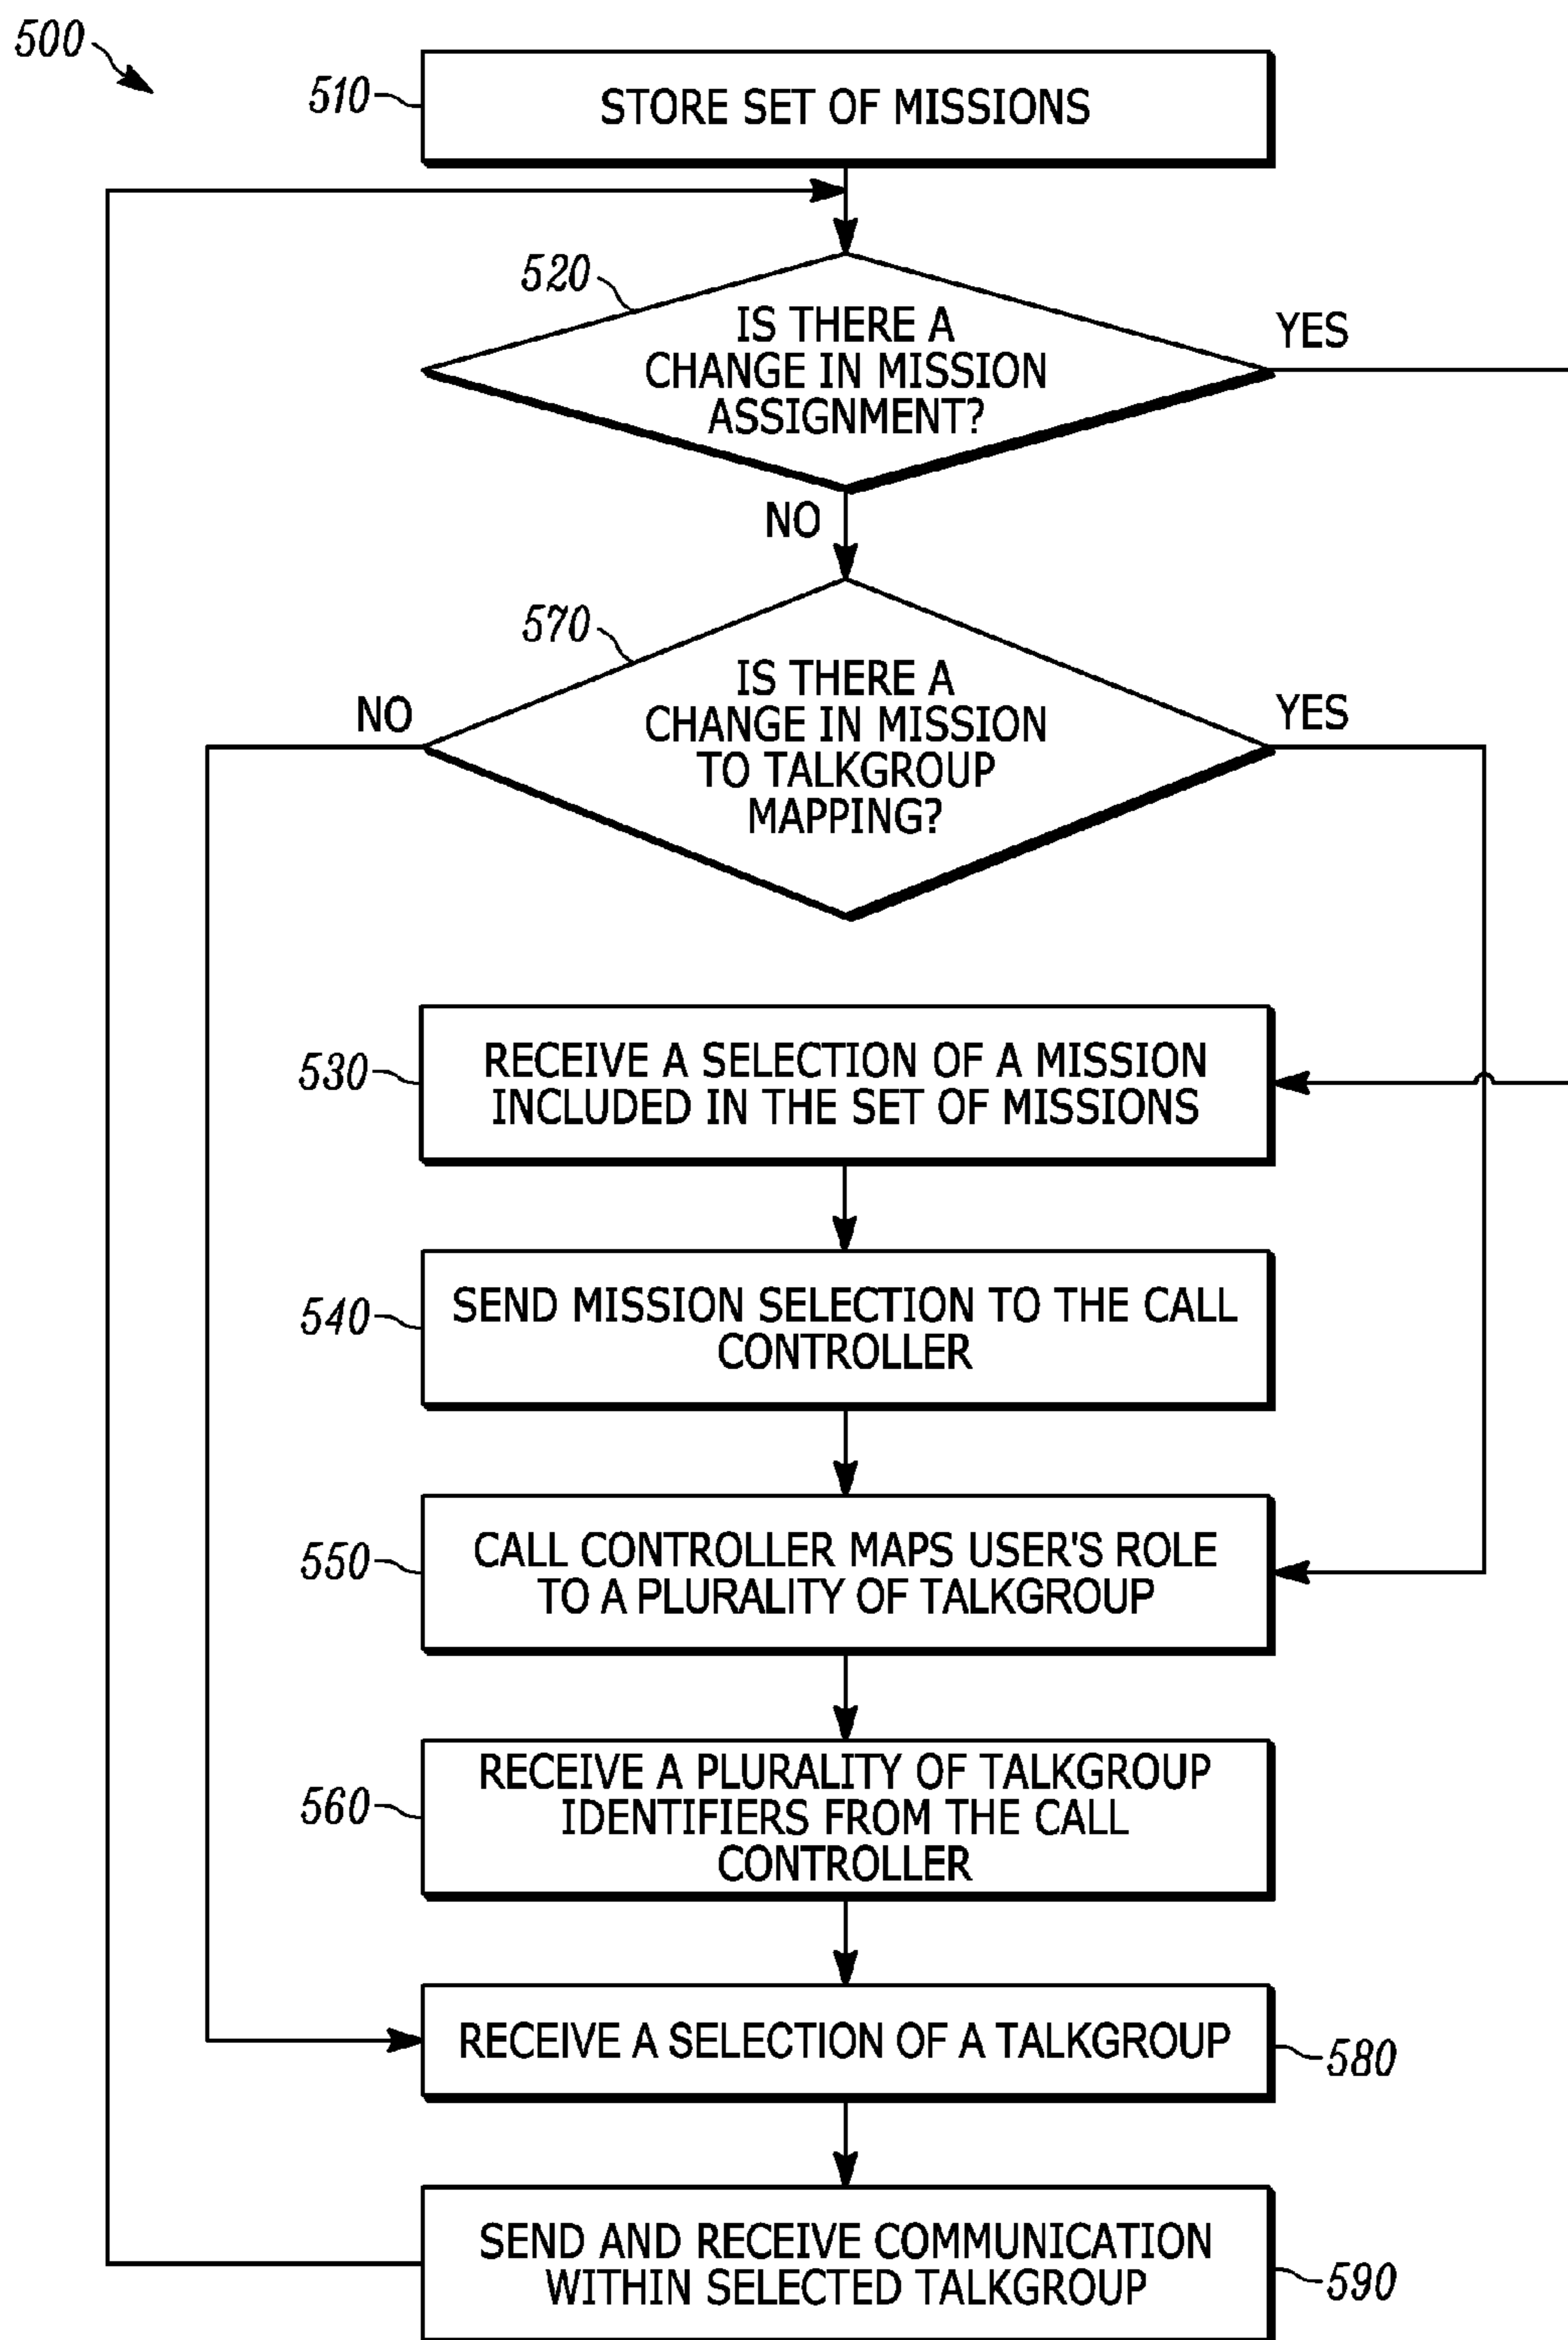 500
510
STORE SET OF MISSIONS
520
IS THERE A
CHANGE IN MISSION
ASSIGNMENT?
YES
NO
570
IS THERE A
CHANGE IN MISSION
TO TALKGROUP
MAPPING?
NO
YES
530
RECEIVE A SELECTION OF A MISSION
INCLUDED IN THE SET OF MISSIONS
540
SEND MISSION SELECTION TO THE CALL
CONTROLLER
550
CALL CONTROLLER MAPS USER'S ROLE
TO A PLURALITY OF TALKGROUP
560
RECEIVE A PLURALITY OF TALKGROUP
IDENTIFIERS FROM THE CALL
CONTROLLER
RECEIVE A SELECTION OF A TALKGROUP
580
SEND AND RECEIVE COMMUNICATION
WITHIN SELECTED TALKGROUP
590